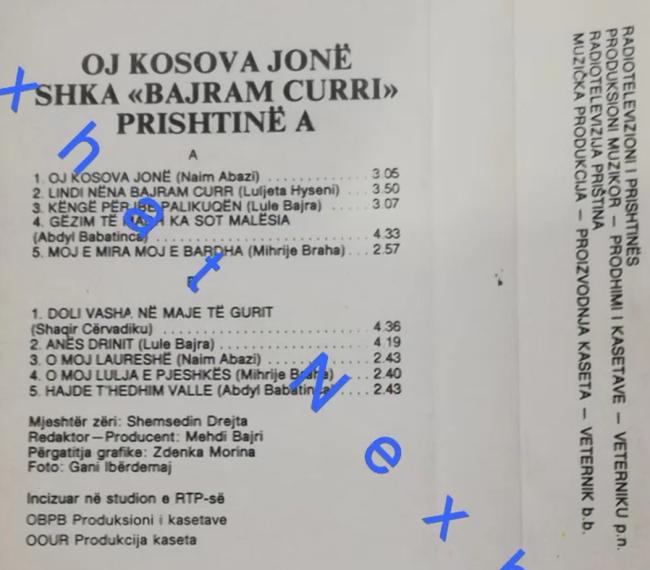 OJ KOSOVA JONË
SHKA «BAJRAM CURRI»
PRISHTINË A
A
1. OJ KOSOVA JONË (Naim Abazi) .......... 3 05
2. LINDI NËNA BAJRAM CURR (Luljeta Hyseni) .... 3.50
3. KËNGË PËR IBE PALIKUQËN (Lule Bajra) ..... 3 07
4. GËZIM TË KA SOT MALËSIA
(Abdyl Babatinca) .......... 4.33
5. MOJ E MIRA MOJ E BARDHA (Mihrije Braha) ... 2.57
1. DOLI VASHA NË MAJE TË GURIT
(Shaqir Cërvadiku) .......... 4 36
2. ANËS DRINIT (Lule Bajra) .......... 4 19
3. O MOJ LAURESHË (Naim Abazi) .......... 2.43
4. O MOJ LULJA E PJESHKËS (Mihrije Braha) ... 2.40
5. HAJDE T'HEDHIM VALLE (Abdyl Babatinca) .... 2.43
Mjeshtër zëri: Shemsedin Drejta
Redaktor—Producent: Mehdi Bajri
Përgatitja grafike: Zdenka Morina
Foto: Gani Ibërdemaj
Incizuar në studion e RTP-së
OBPB Produksioni i kasetave
OOUR Produkcija kaseta
RADIOTELEVIZIONI I PRISHTINËS
PRODUKSIONI MUZIKOR — PRODHIMI I KASETAVE — VETERNIKU p.n.
RADIOTELEVIZIJA PRIŠTINA
MUZIČKA PRODUKCIJA — PROIZVODNJA KASETA — VETERNIK b.b.
x h a t N e x h